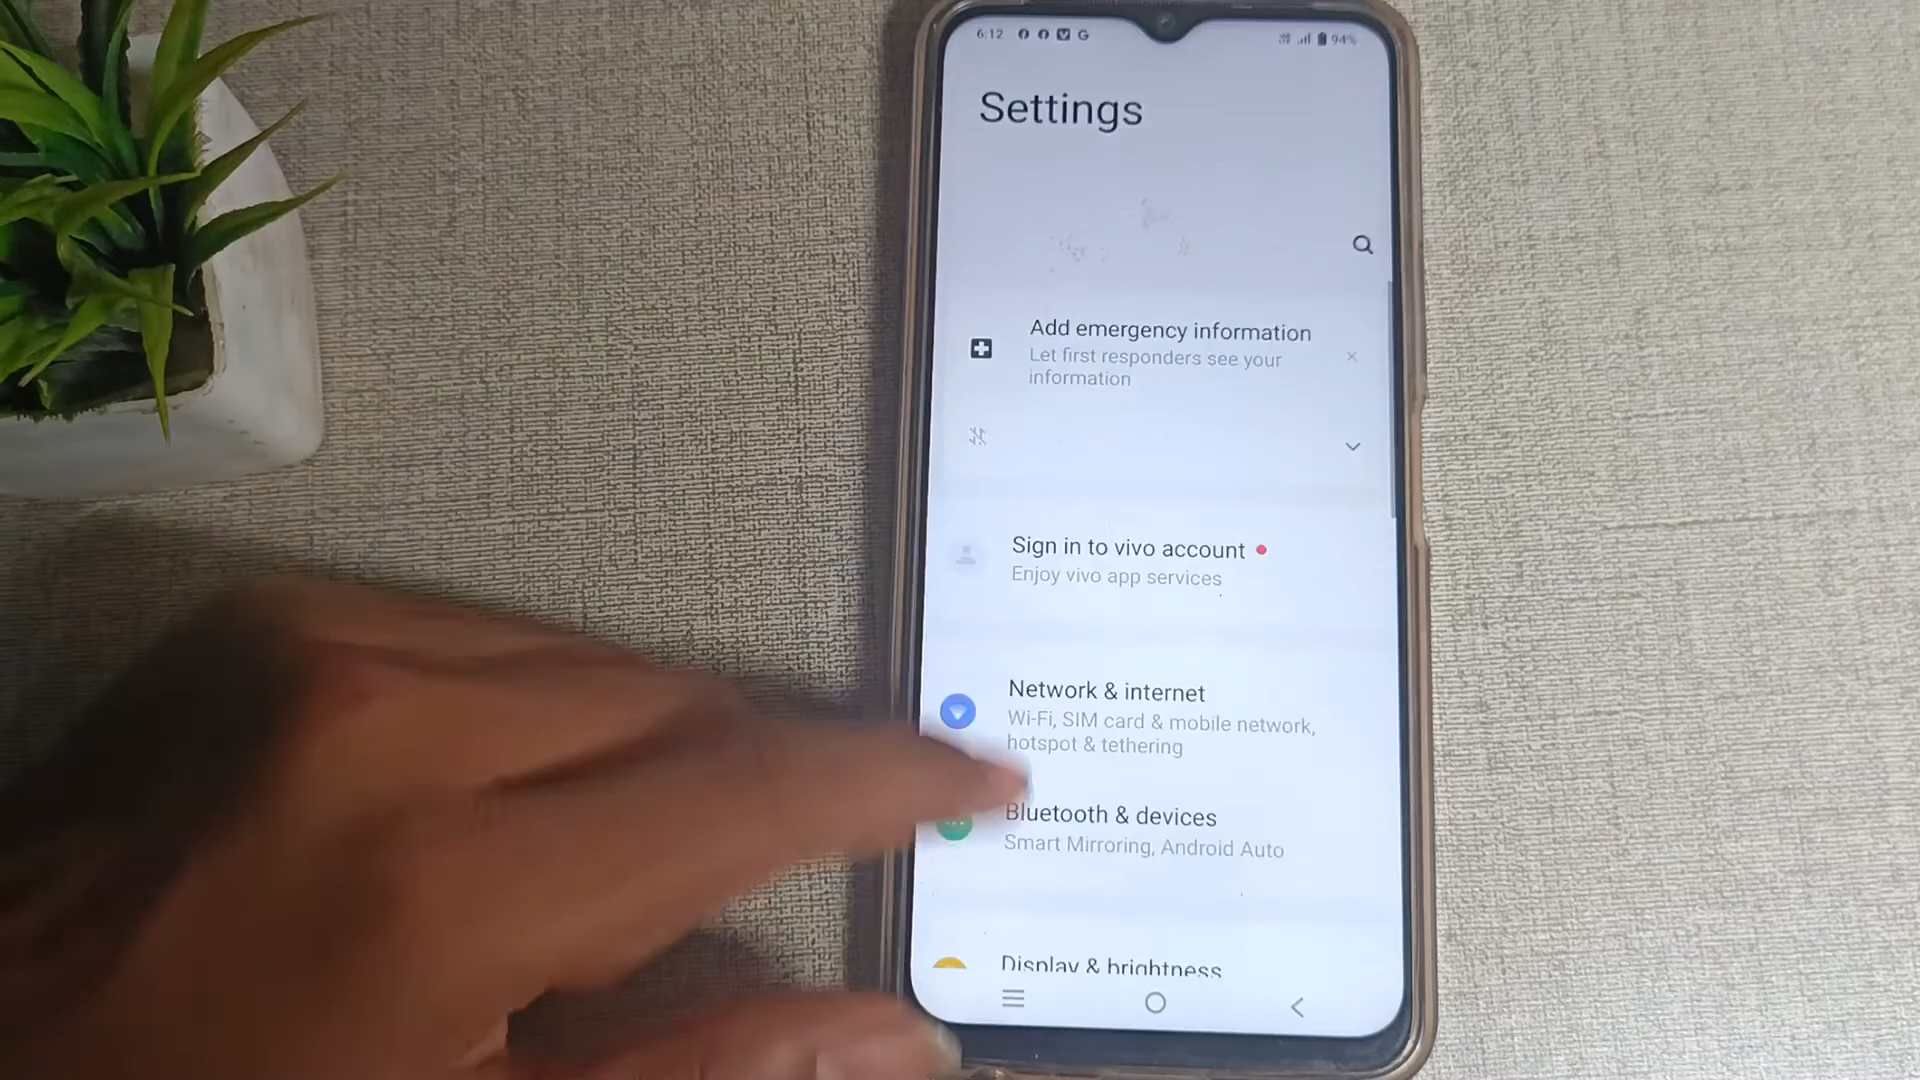 6:12 G 94%
Settings
Add emergency information
Let first responders see your
information
Sign in to vivo account
Enjoy vivo app services
Network & internet
Wi-Fi, SIM card & mobile network,
hotspot & tethering
Bluetooth & devices
Smart Mirroring, Android Auto
Display & brightness